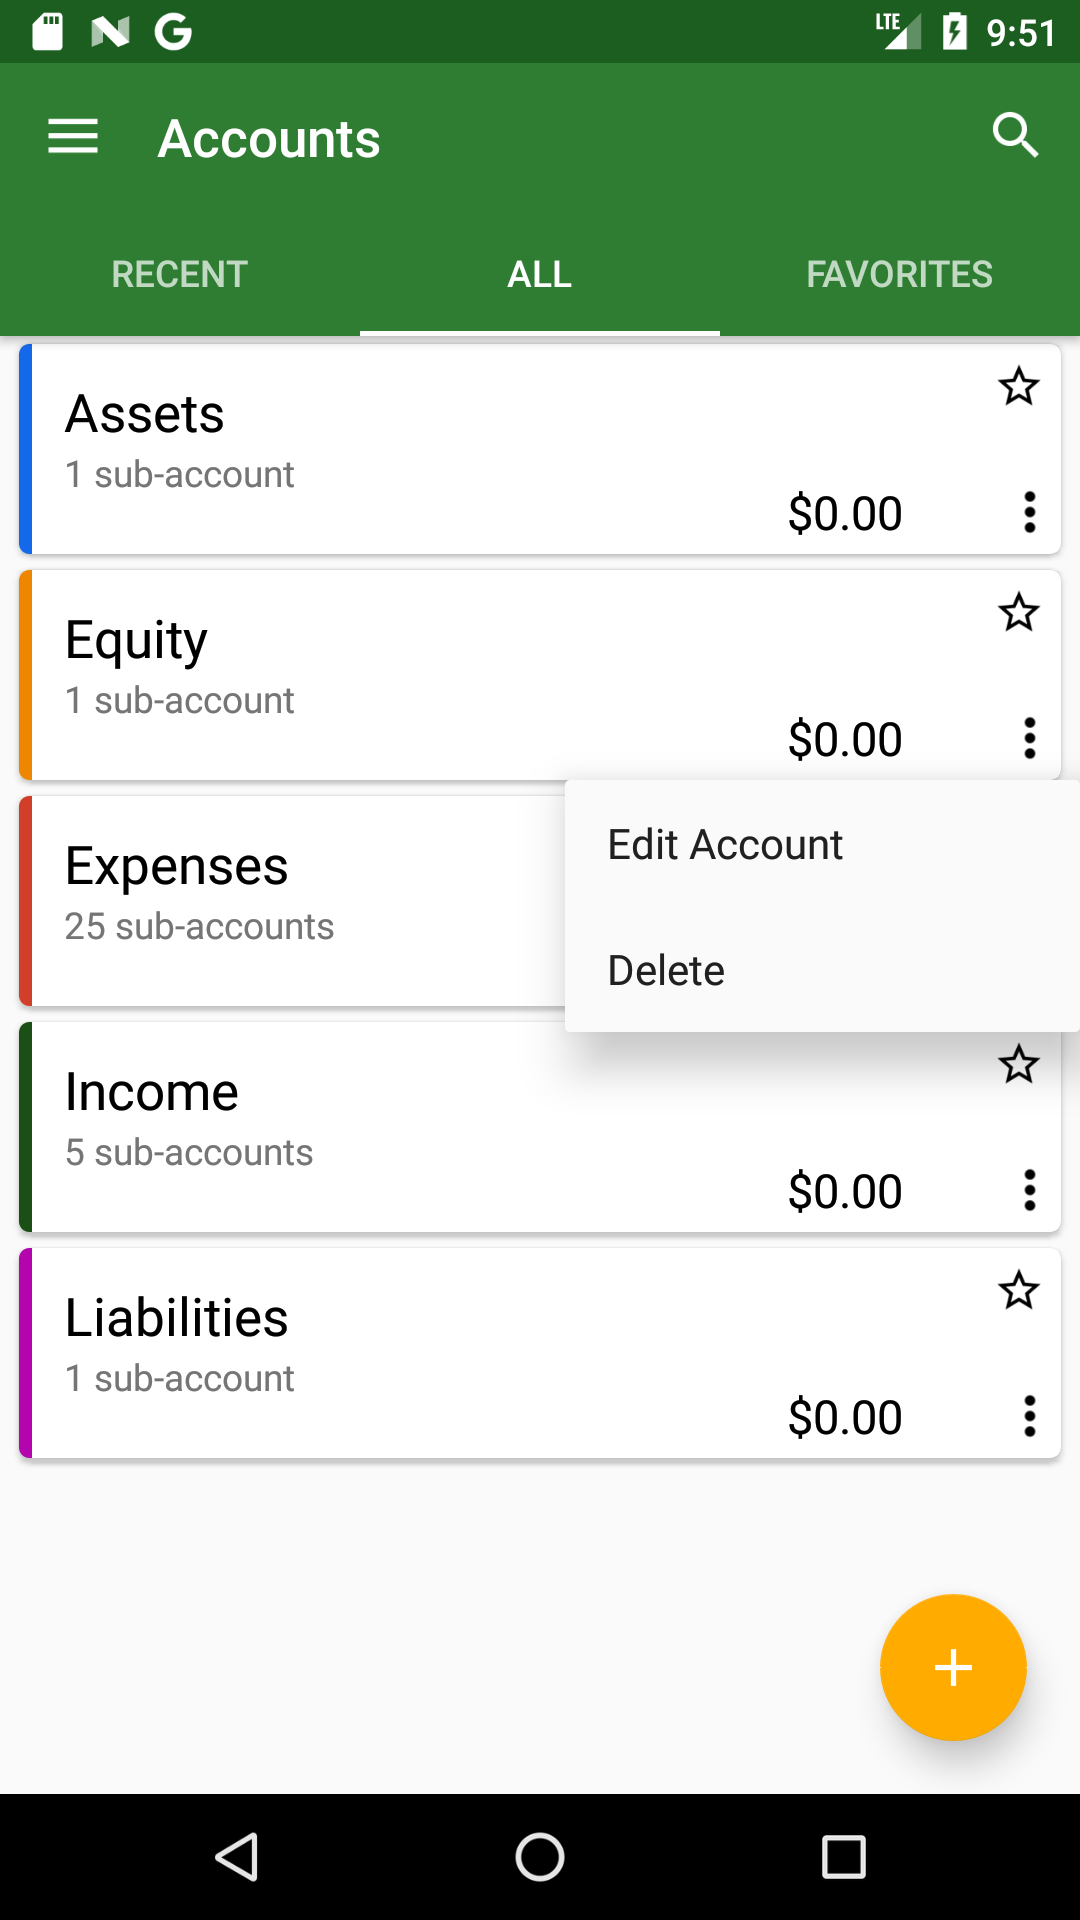 LTE 9:51
Accounts
RECENT ALL FAVORITES
Assets
1 sub-account
$0.00
Equity
1 sub-account
$0.00
Edit Account
Expenses
25 sub-accounts
Delete
Income
5 sub-accounts
$0.00
Liabilities
1 sub-account
$0.00